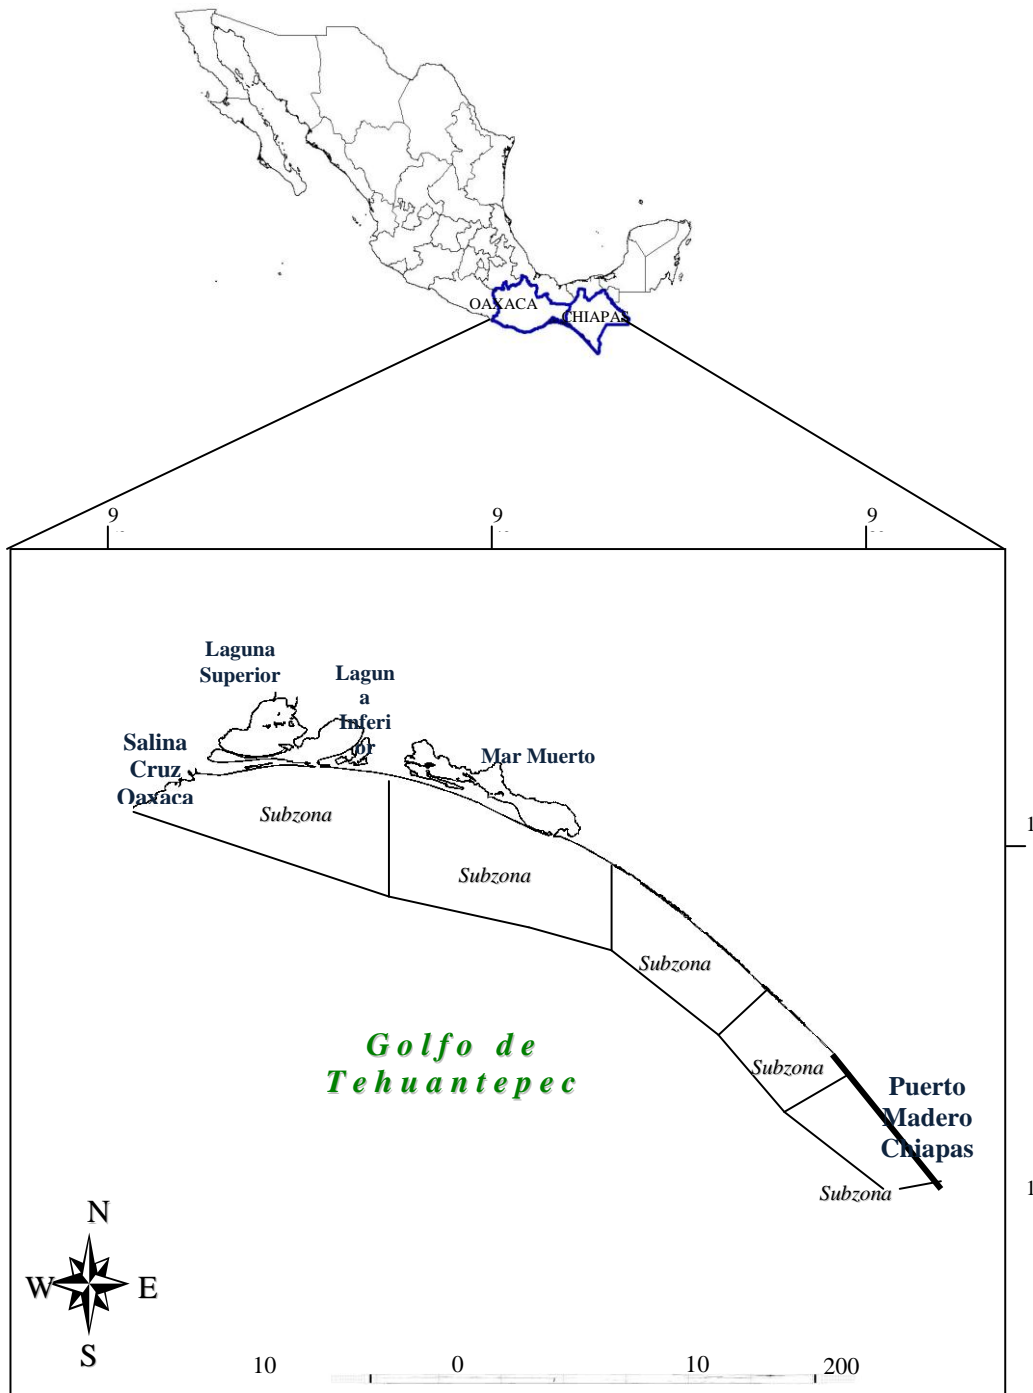 OAXACA
CHIAPAS
9
9
9
Laguna
Superior
Lagun
a
Inferi
or
Salina
Cruz
Oaxaca
Mar Muerto
Subzona
1
Subzona
Subzona
Golfo de
Tehuantepec
Subzona
Puerto
Madero
Chiapas
Subzona
1
N
W E
S
10 0 10 200